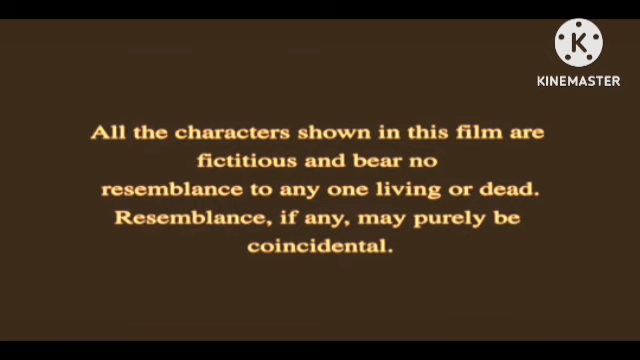 KINEMASTER
All the characters shown in this film are
fictitious and bear no
resemblance to any one living or dead.
Resemblance, if any, may purely be
coincidental.